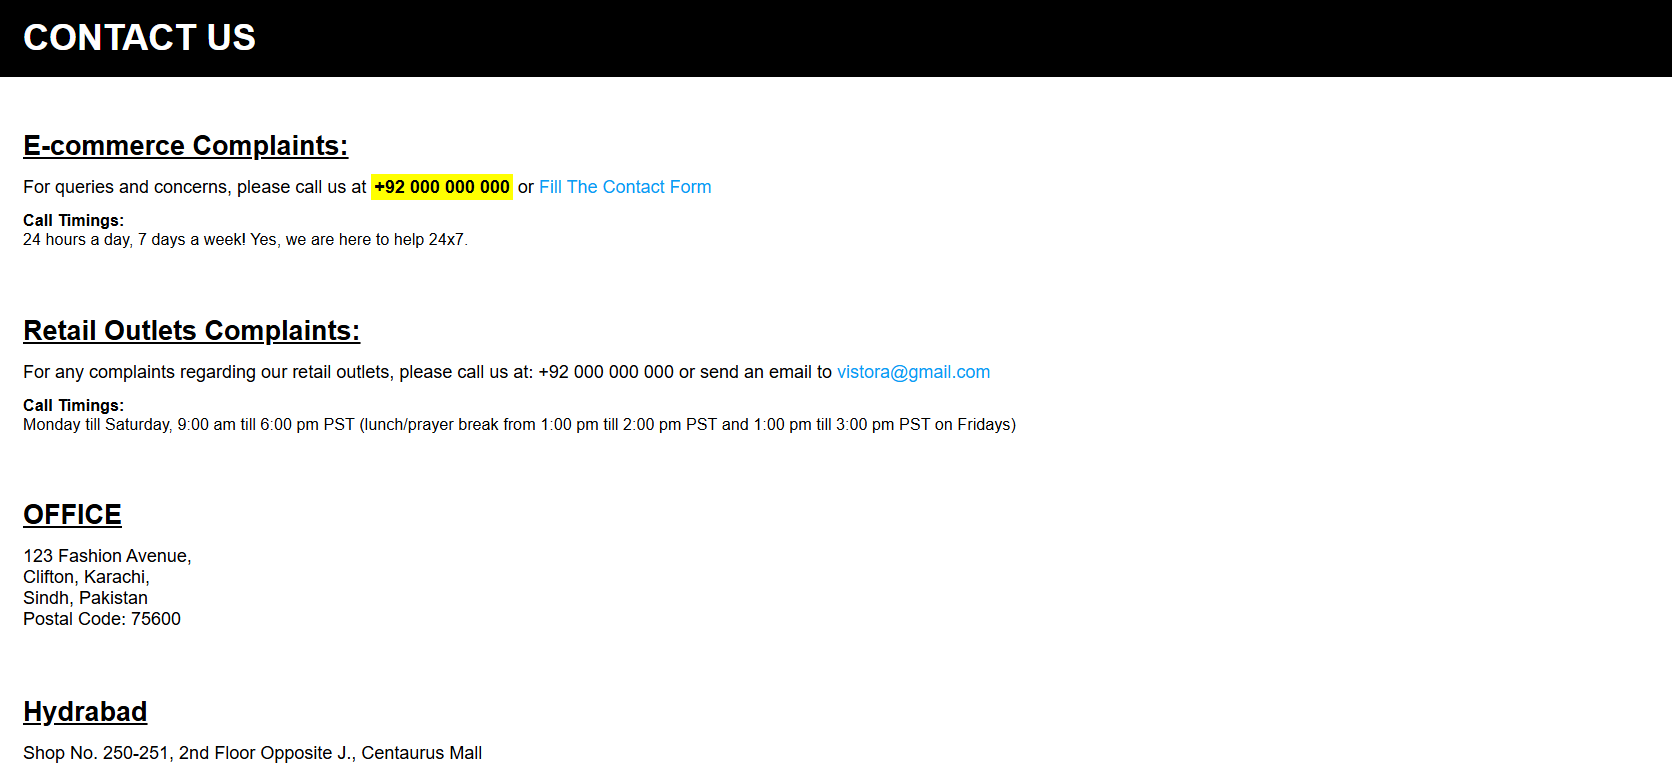 CONTACT US
E-commerce Complaints:
For queries and concerns, please call us at +92 000 000 000 or Fill The Contact Form
Call Timings:
24 hours a day, 7 days a week! Yes, we are here to help 24x7.
Retail Outlets Complaints:
For any complaints regarding our retail outlets, please call us at: +92 000 000 000 or send an email to vistora@gmail.com
Call Timings:
Monday till Saturday, 9:00 am till 6:00 pm PST (lunch/prayer break from 1:00 pm till 2:00 pm PST and 1:00 pm till 3:00 pm PST on Fridays)
OFFICE
123 Fashion Avenue,
Clifton, Karachi,
Sindh, Pakistan
Postal Code: 75600
Hydrabad
Shop No. 250-251, 2nd Floor Opposite J., Centaurus Mall